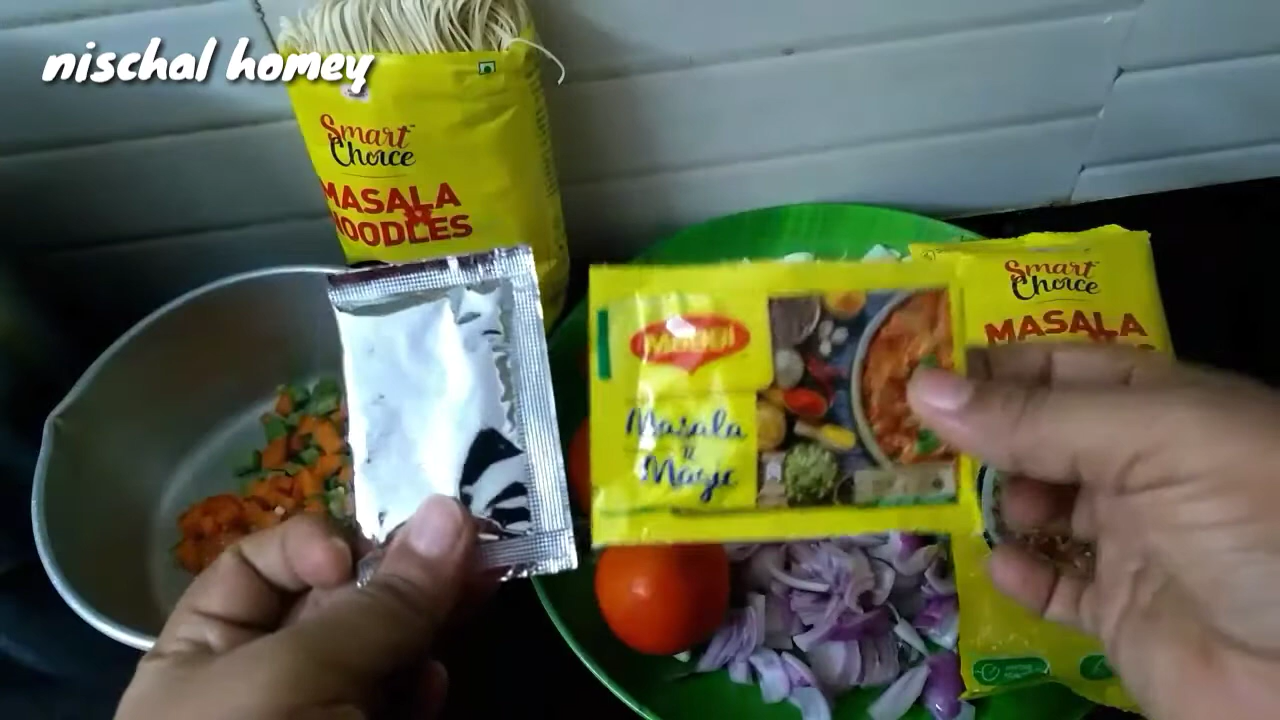 nischal homey
Smart
Choice
MASALA
NOODLES
MAGGI
Masala
Magic
Smart
Choice
MASALA